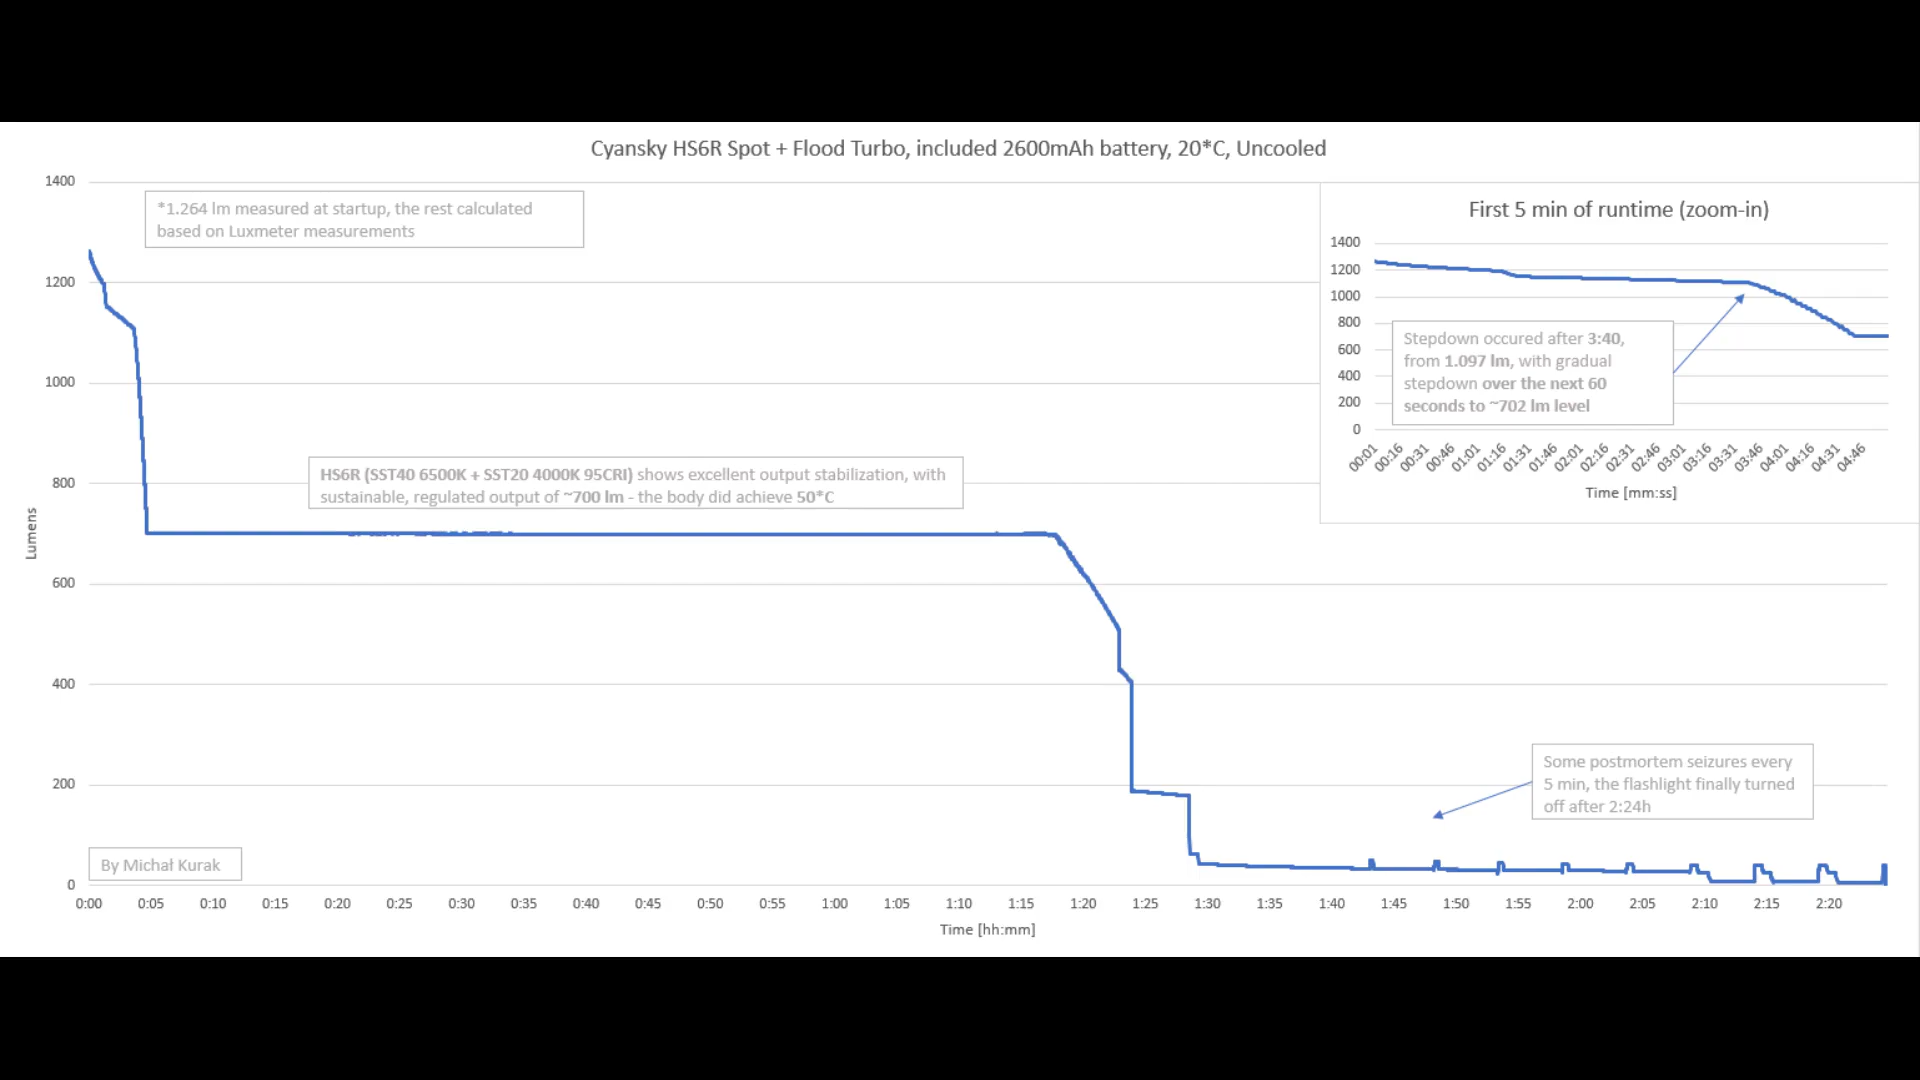 Cyansky HS6R Spot + Flood Turbo, included 2600mAh battery, 20*C, Uncooled
1400
1200
1000
800
600
400
200
0
Lumens
*1.264 lm measured at startup, the rest calculated
based on Luxmeter measurements
HS6R (SST40 6500K + SST20 4000K 95CRI) shows excellent output stabilization, with
sustainable, regulated output of ~700 lm - the body did achieve 50*C
First 5 min of runtime (zoom-in)
1400
1200
1000
800
600
400
200
0
Stepdown occured after 3:40,
from 1.097 lm, with gradual
stepdown over the next 60
seconds to ~702 lm level
00:01 00:16 00:31 00:46 01:01 01:16 01:31 01:46 02:01 02:16 02:31 02:46 03:01 03:16 03:31 03:46 04:01 04:16 04:31 04:46
Time [mm:ss]
Some postmortem seizures every
5 min, the flashlight finally turned
off after 2:24h
By Michał Kurak
0:00 0:05 0:10 0:15 0:20 0:25 0:30 0:35 0:40 0:45 0:50 0:55 1:00 1:05 1:10 1:15 1:20 1:25 1:30 1:35 1:40 1:45 1:50 1:55 2:00 2:05 2:10 2:15 2:20
Time [hh:mm]